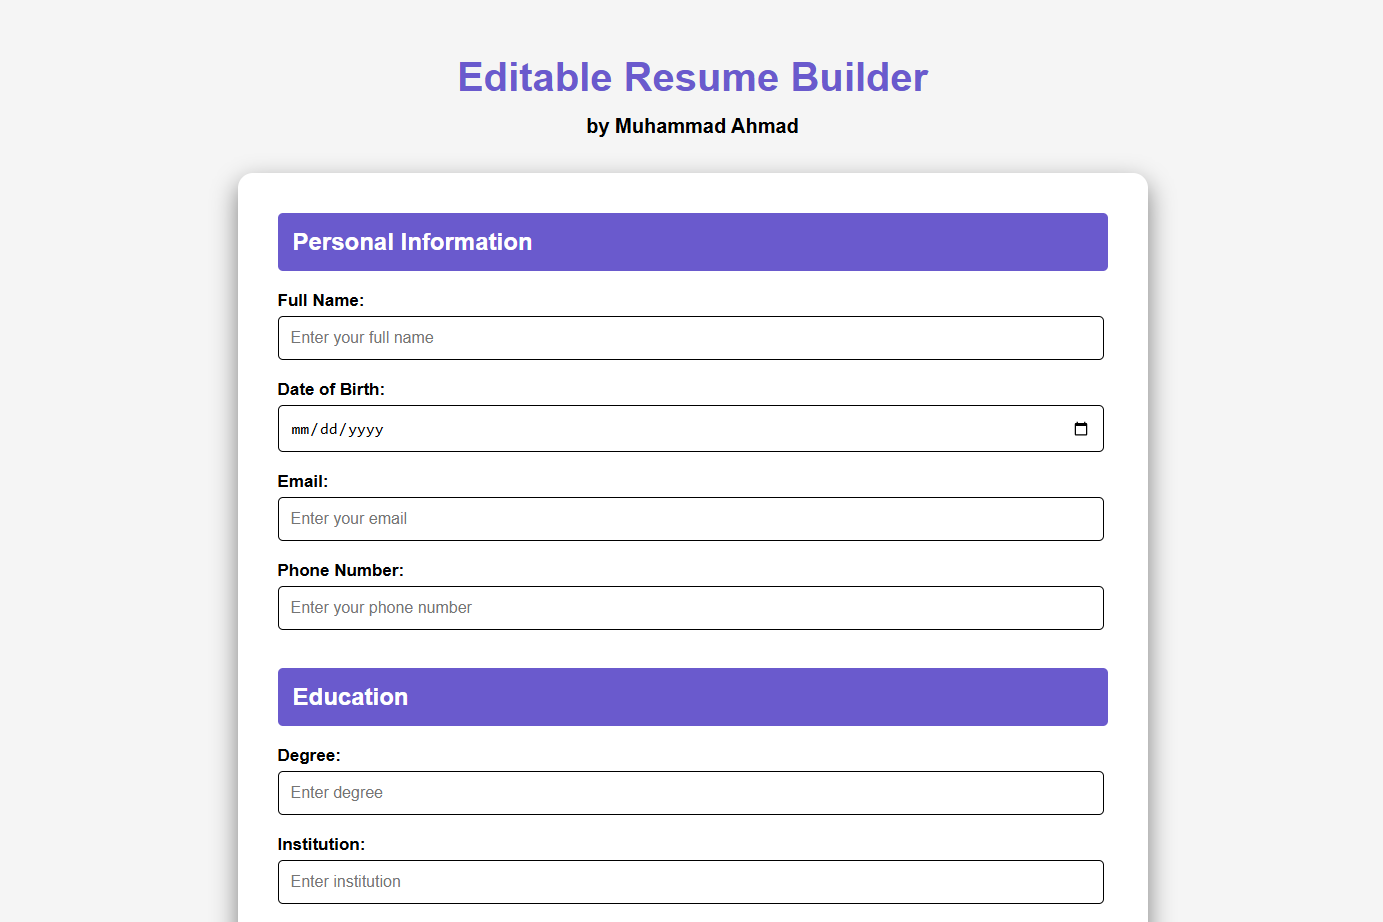 Editable Resume Builder
by Muhammad Ahmad
Personal Information
Full Name:
Enter your full name
Date of Birth:
mm/dd/yyyy
Email:
Enter your email
Phone Number:
Enter your phone number
Education
Degree:
Enter degree
Institution:
Enter institution